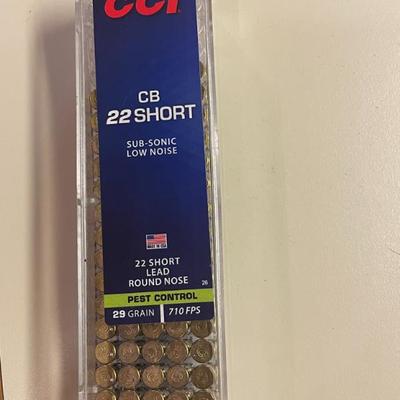 CCI
CB
22 SHORT
SUB-SONIC
LOW NOISE
22 SHORT
LEAD
ROUND NOSE
26
PEST CONTROL
29 GRAIN 710 FPS